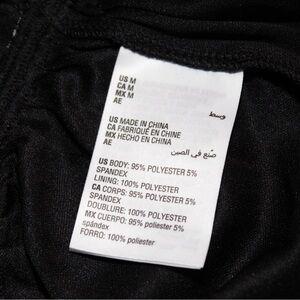 US M
CA M
MX M
AE
وسط
US MADE IN CHINA
CA FABRIQUÉ EN CHINE
MX HECHO EN CHINA
AE
صنع في الصين
US BODY: 95% POLYESTER 5%
SPANDEX
LINING: 100% POLYESTER
CA CORPS: 95% POLYESTER 5%
SPANDEX
DOUBLURE: 100% POLYESTER
MX CUERPO: 95% poliester 5%
spándex
FORRO: 100% poliester